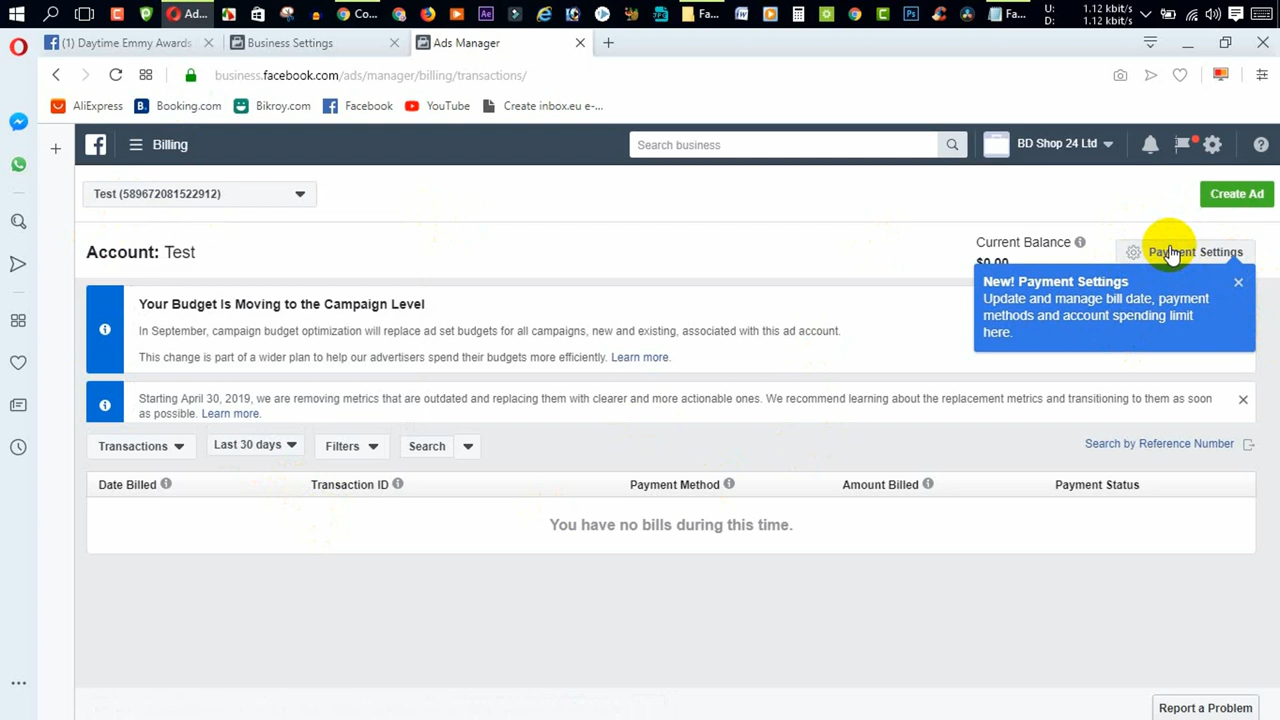 Ad...
Co...
Fa...
Fa...
U: 1.12 kbit/s
D: 1.12 kbit/s
(1) Daytime Emmy Awards
Business Settings
Ads Manager
business.facebook.com/ads/manager/billing/transactions/
AliExpress
Booking.com
Bikroy.com
Facebook
YouTube
Create inbox.eu e-...
Billing
Search business
BD Shop 24 Ltd
Test (589672081522912)
Create Ad
Account: Test
Current Balance
$0.00
Payment Settings
New! Payment Settings
Update and manage bill date, payment
methods and account spending limit
here.
Your Budget Is Moving to the Campaign Level
In September, campaign budget optimization will replace ad set budgets for all campaigns, new and existing, associated with this ad account.
This change is part of a wider plan to help our advertisers spend their budgets more efficiently. Learn more.
Starting April 30, 2019, we are removing metrics that are outdated and replacing them with clearer and more actionable ones. We recommend learning about the replacement metrics and transitioning to them as soon
as possible. Learn more.
Transactions
Last 30 days
Filters
Search
Search by Reference Number
Date Billed
Transaction ID
Payment Method
Amount Billed
Payment Status
You have no bills during this time.
Report a Problem